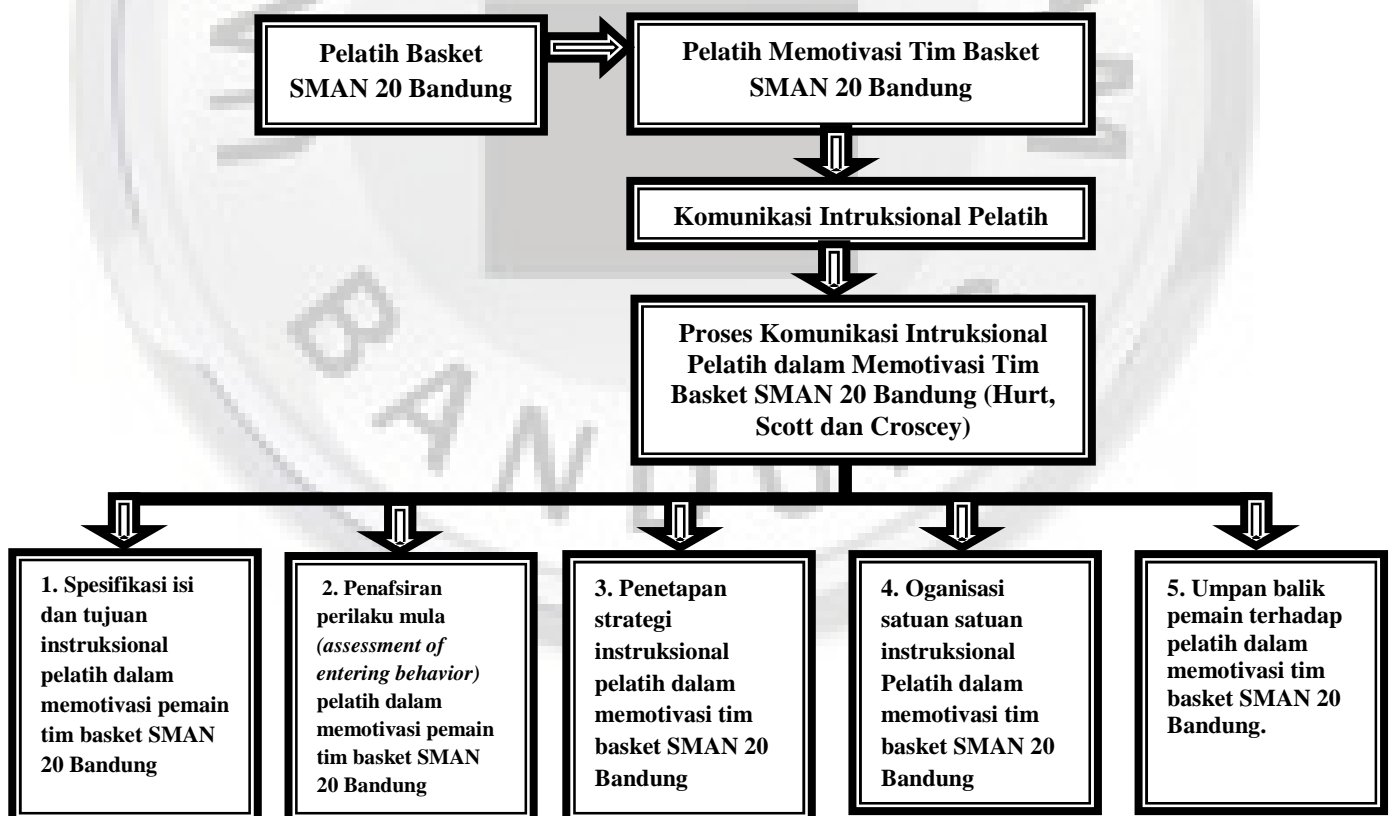 Pelatih Basket
SMAN 20 Bandung
Pelatih Memotivasi Tim Basket
SMAN 20 Bandung
Komunikasi Intruksional Pelatih
Proses Komunikasi Intruksional
Pelatih dalam Memotivasi Tim
Basket SMAN 20 Bandung (Hurt,
Scott dan Croscey)
1. Spesifikasi isi
dan tujuan
instruksional
pelatih dalam
memotivasi pemain
tim basket SMAN
20 Bandung
2. Penafsiran
perilaku mula
(assessment of
entering behavior)
pelatih dalam
memotivasi pemain
tim basket SMAN
20 Bandung
3. Penetapan
strategi
instruksional
pelatih dalam
memotivasi tim
basket SMAN 20
Bandung
4. Oganisasi
satuan satuan
instruksional
Pelatih dalam
memotivasi tim
basket SMAN 20
Bandung
5. Umpan balik
pemain terhadap
pelatih dalam
memotivasi tim
basket SMAN 20
Bandung.